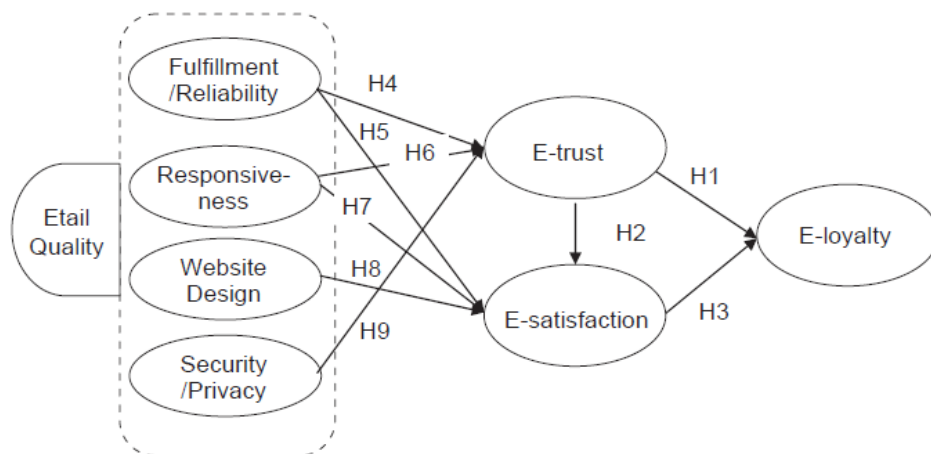 Fulfillment
/Reliability
H4
H5
H6
E-trust
Responsive-
ness
H1
H7
Etail
Quality
H2
E-loyalty
Website
Design
H8
H3
E-satisfaction
H9
Security
/Privacy